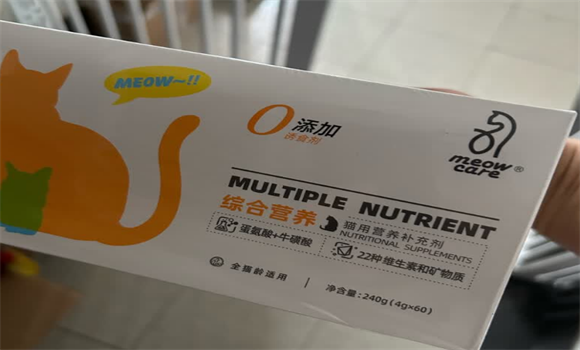 MEOW~!!
0添加
诱食剂
meow
care®
MULTIPLE NUTRIENT
综合营养 猫用营养补充剂
NUTRITIONAL SUPPLEMENTS
蛋氨酸+牛磺酸
22种维生素和矿物质
全猫龄适用
净含量:240g(4g×60)